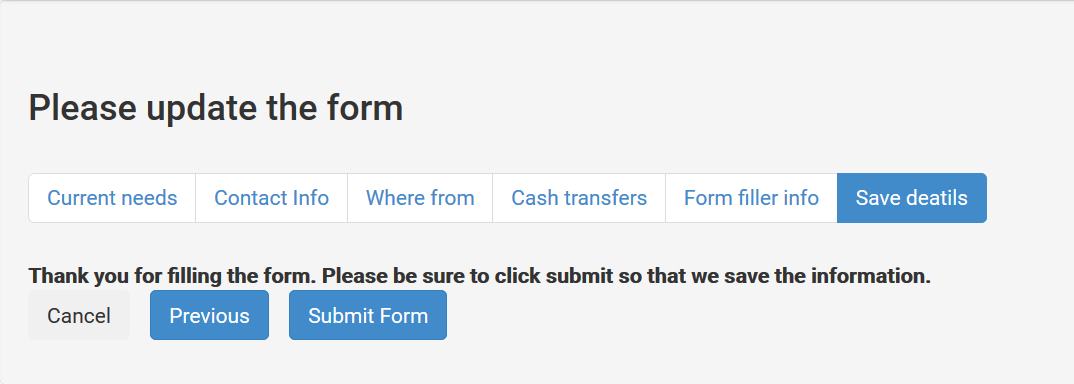 Please update the form
Current needs Contact Info Where from Cash transfers Form filler info Save deatils
Thank you for filling the form. Please be sure to click submit so that we save the information.
Cancel Previous Submit Form